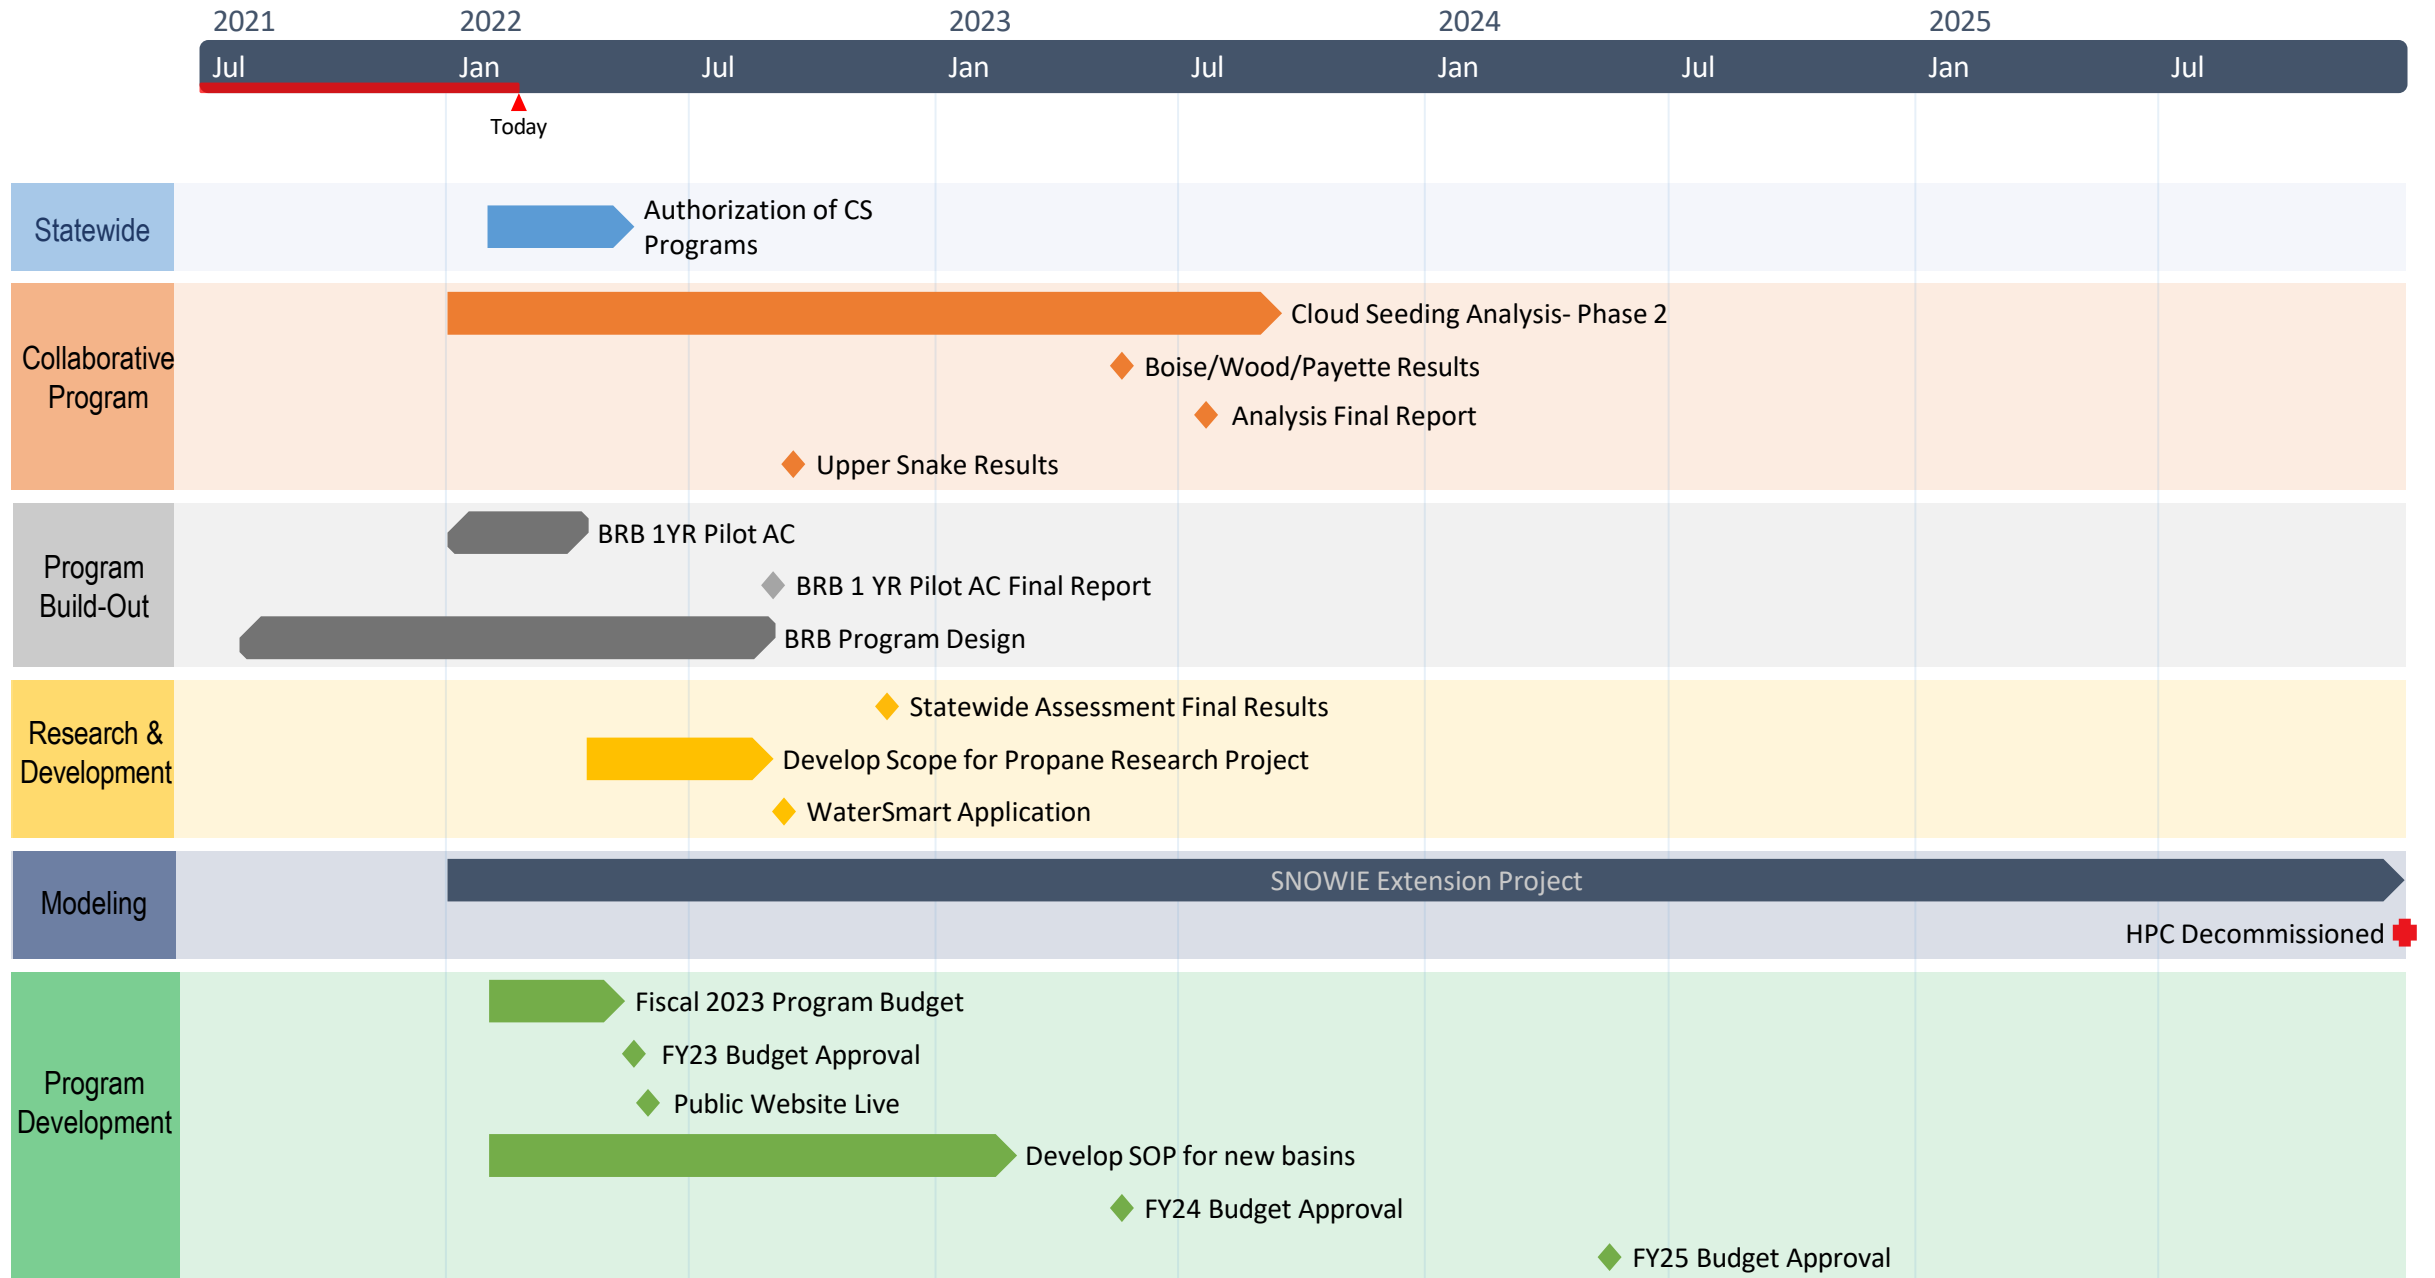 2021 2022 2023 2024 2025
Jul Jan Jul Jan Jul Jan Jul Jan Jul
Today
Statewide
Authorization of CS
Programs
Collaborative
Program
Cloud Seeding Analysis- Phase 2
Boise/Wood/Payette Results
Analysis Final Report
Upper Snake Results
Program
Build-Out
BRB 1YR Pilot AC
BRB 1 YR Pilot AC Final Report
BRB Program Design
Research &
Development
Statewide Assessment Final Results
Develop Scope for Propane Research Project
WaterSmart Application
Modeling
SNOWIE Extension Project
HPC Decommissioned
Program
Development
Fiscal 2023 Program Budget
FY23 Budget Approval
Public Website Live
Develop SOP for new basins
FY24 Budget Approval
FY25 Budget Approval